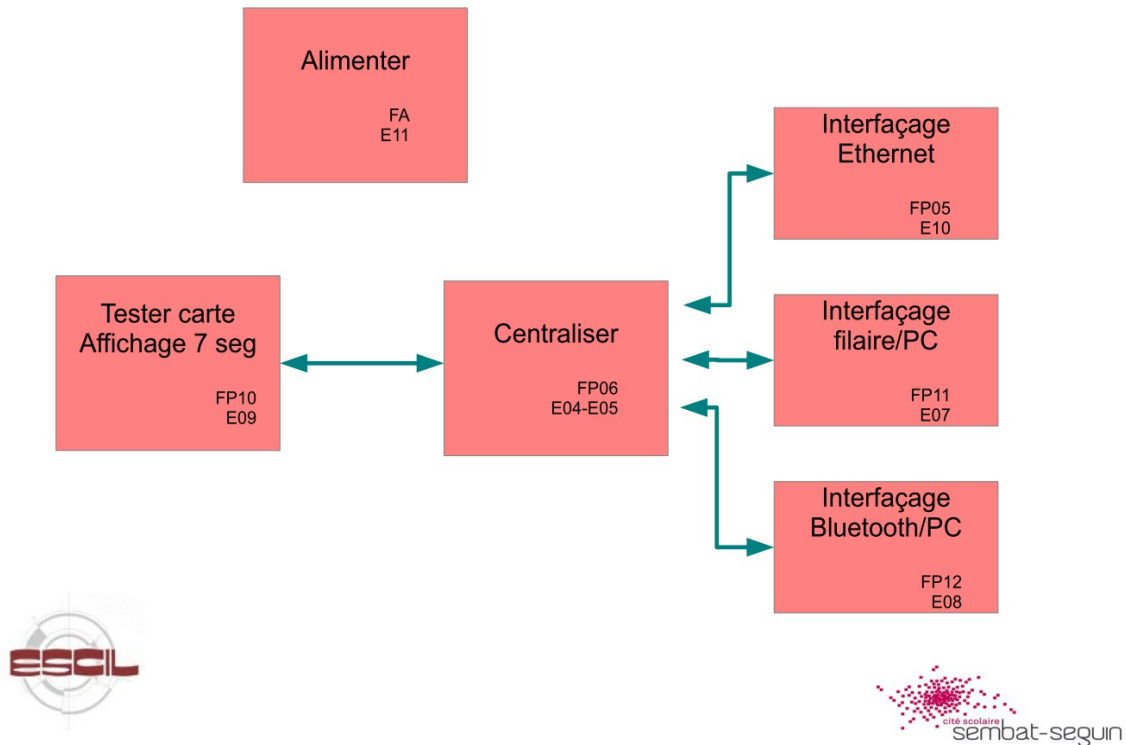 Alimenter
FA
E11
Interfaçage
Ethernet
FP05
E10
Tester carte
Affichage 7 seg
FP10
E09
Centraliser
FP06
E04-E05
Interfaçage
filaire/PC
FP11
E07
Interfaçage
Bluetooth/PC
FP12
E08
ESCIL
cité scolaire
sembat-seguin